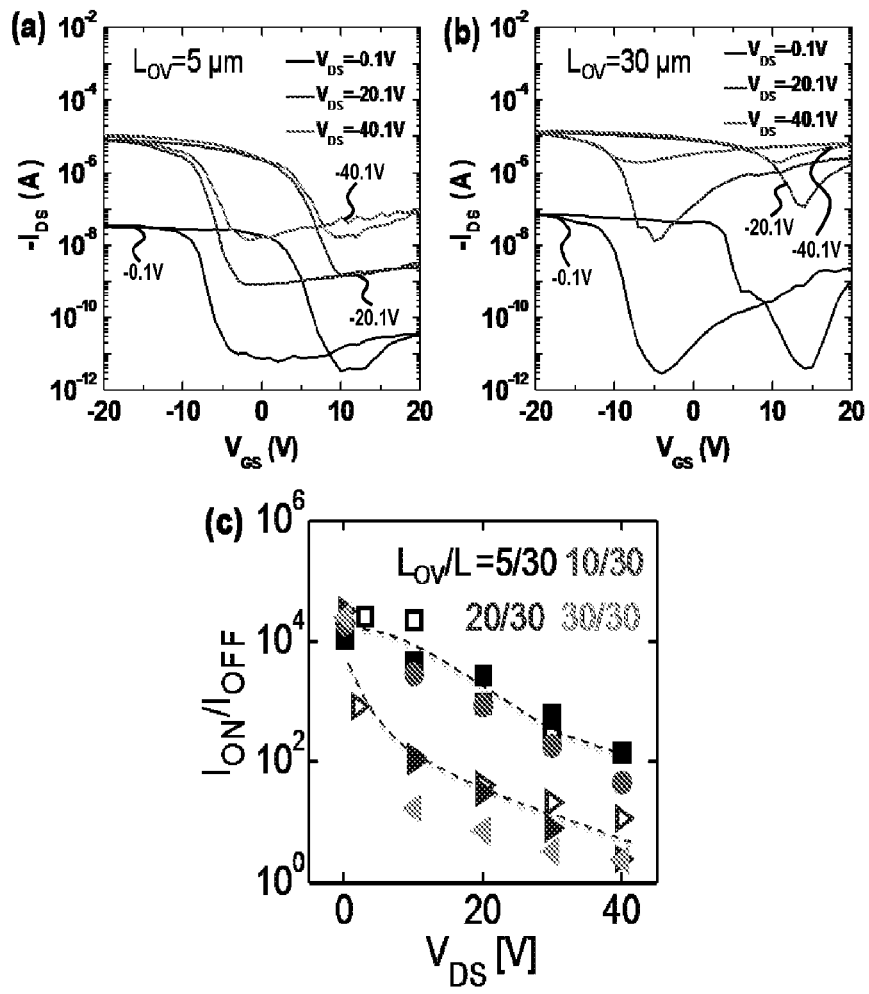 (a)
10⁻²
10⁻⁴
10⁻⁶
10⁻⁸
10⁻¹⁰
10⁻¹²
-I_DS (A)
L_OV=5 µm
V_DS=-0.1V
V_DS=-20.1V
V_DS=-40.1V
-40.1V
-0.1V
-20.1V
-20 -10 0 10 20
V_GS (V)
(b)
10⁻²
10⁻⁴
10⁻⁶
10⁻⁸
10⁻¹⁰
10⁻¹²
-I_DS (A)
L_OV=30 µm
V_DS=-0.1V
V_DS=-20.1V
V_DS=-40.1V
-20.1V
-40.1V
-0.1V
-20 -10 0 10 20
V_GS (V)
(c)
10⁶
10⁴
10²
10⁰
I_ON/I_OFF
L_OV/L=5/30 10/30
20/30 30/30
0 20 40
V_DS [V]